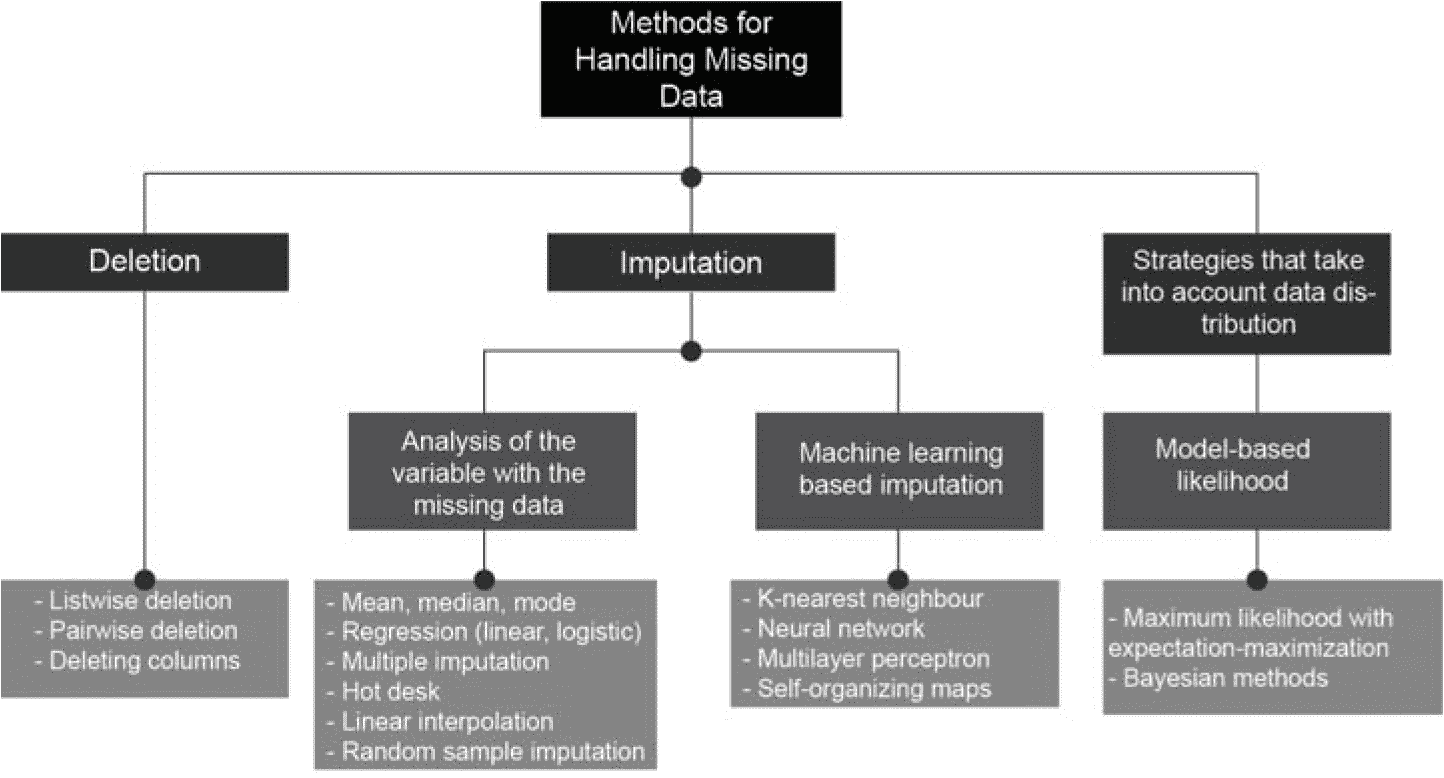 Methods for
Handling Missing
Data
Deletion
Imputation
Strategies that take
into account data dis-
tribution
Analysis of the
variable with the
missing data
Machine learning
based imputation
Model-based
likelihood
- Listwise deletion
- Pairwise deletion
- Deleting columns
- Mean, median, mode
- Regression (linear, logistic)
- Multiple imputation
- Hot desk
- Linear interpolation
- Random sample imputation
- K-nearest neighbour
- Neural network
- Multilayer perceptron
- Self-organizing maps
- Maximum likelihood with
expectation-maximization
- Bayesian methods